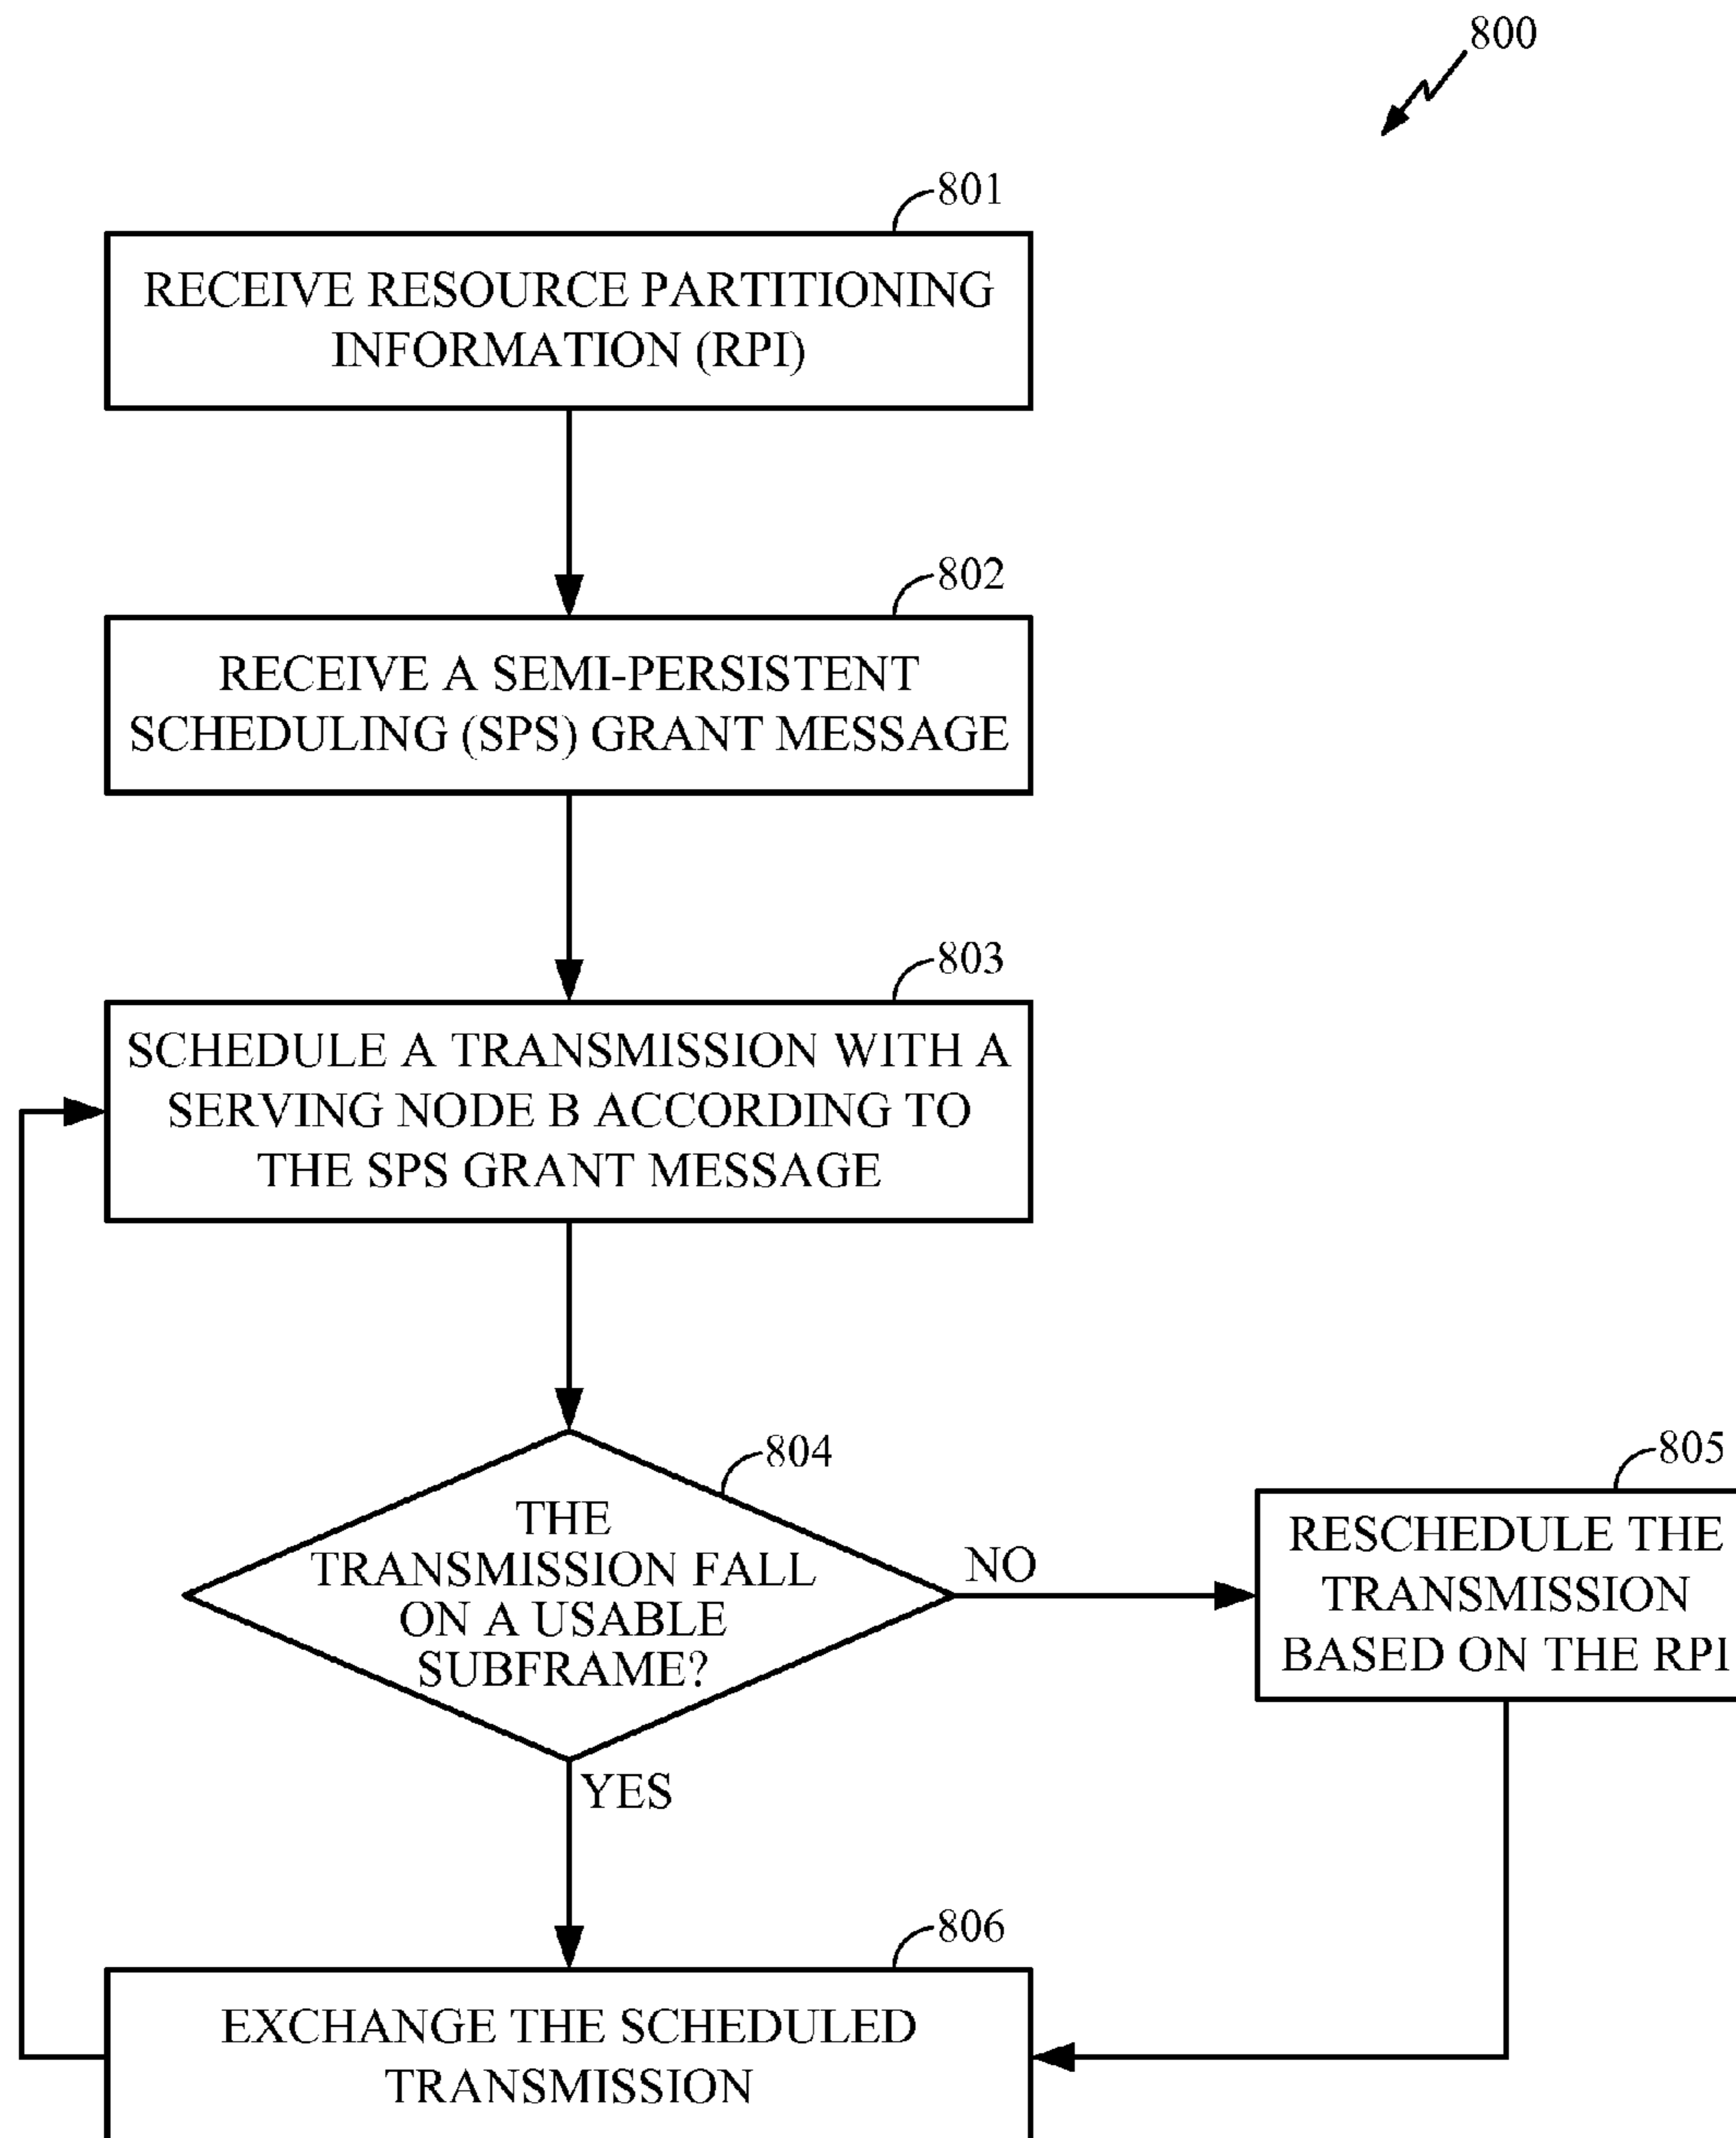 800
801
RECEIVE RESOURCE PARTITIONING
INFORMATION (RPI)
802
RECEIVE A SEMI-PERSISTENT
SCHEDULING (SPS) GRANT MESSAGE
803
SCHEDULE A TRANSMISSION WITH A
SERVING NODE B ACCORDING TO
THE SPS GRANT MESSAGE
804
THE
TRANSMISSION FALL
ON A USABLE
SUBFRAME?
NO
YES
805
RESCHEDULE THE
TRANSMISSION
BASED ON THE RPI
806
EXCHANGE THE SCHEDULED
TRANSMISSION